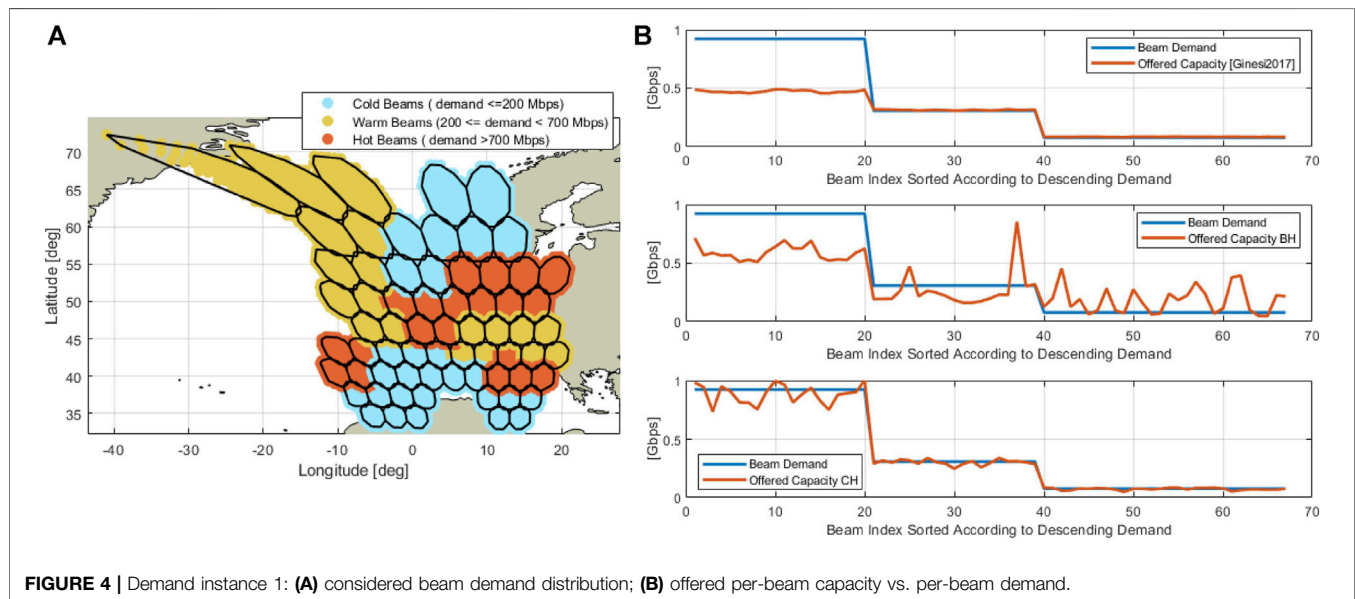 A
Cold Beams ( demand <=200 Mbps)
Warm Beams (200 <= demand < 700 Mbps)
Hot Beams ( demand >700 Mbps)
70
65
60
55
50
45
40
35
Latitude [deg]
-40 -30 -20 -10 0 10 20
Longitude [deg]
B
1
0.5
0
[Gbps]
Beam Demand
Offered Capacity [Ginesi2017]
0 10 20 30 40 50 60 70
Beam Index Sorted According to Descending Demand
1
0.5
0
[Gbps]
Beam Demand
Offered Capacity BH
0 10 20 30 40 50 60 70
Beam Index Sorted According to Descending Demand
1
0.5
0
[Gbps]
Beam Demand
Offered Capacity CH
0 10 20 30 40 50 60 70
Beam Index Sorted According to Descending Demand
FIGURE 4 | Demand instance 1: (A) considered beam demand distribution; (B) offered per-beam capacity vs. per-beam demand.